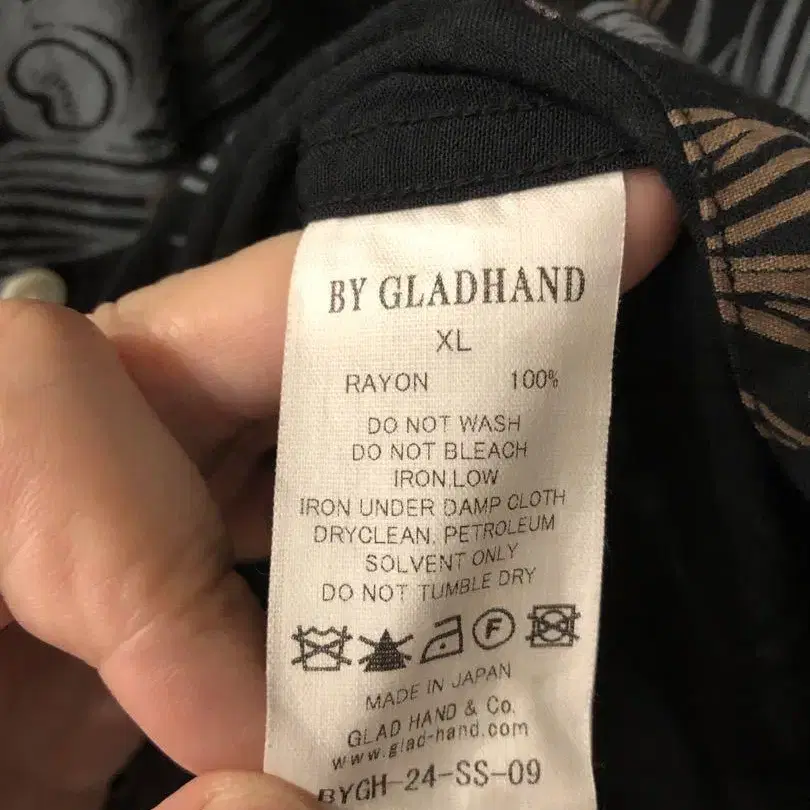 BY GLADHAND
XL
RAYON 100%
DO NOT WASH
DO NOT BLEACH
IRON,LOW
IRON UNDER DAMP CLOTH
DRYCLEAN, PETROLEUM
SOLVENT ONLY
DO NOT TUMBLE DRY
F
MADE IN JAPAN
GLAD HAND & Co.
www.glad-hand.com
BYGH-24-SS-09